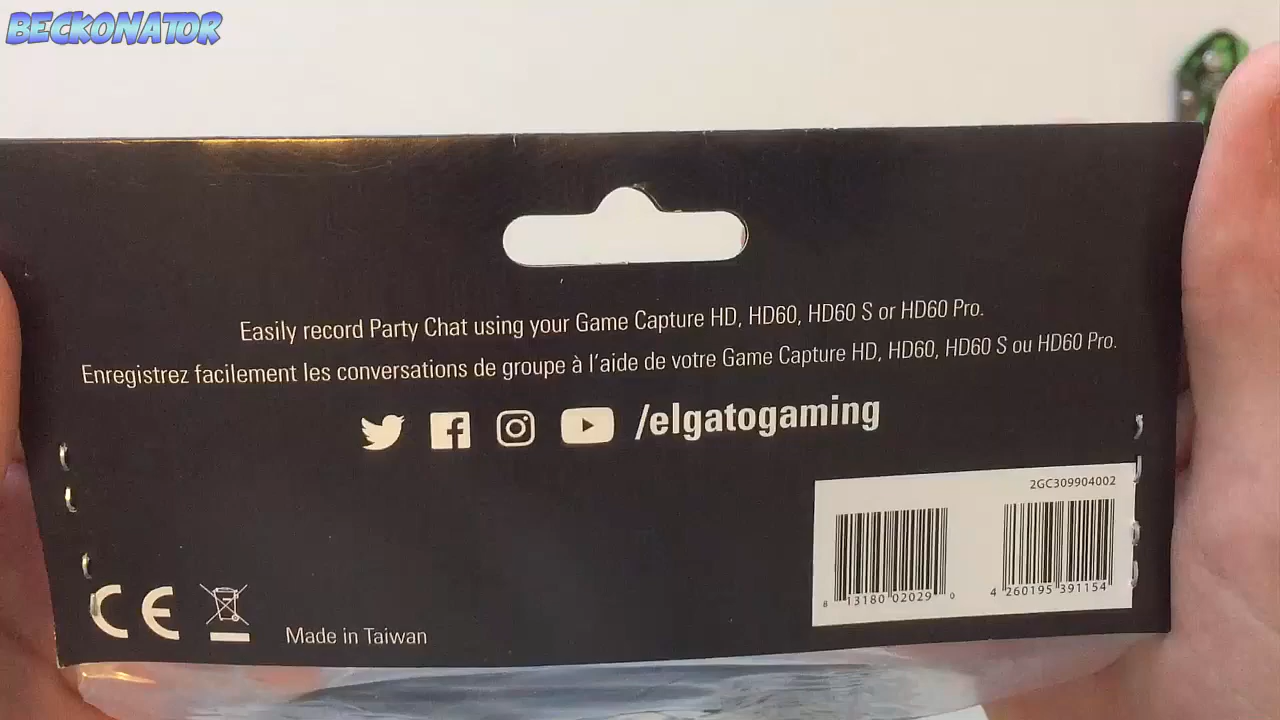 BECKONATOR
Easily record Party Chat using your Game Capture HD, HD60, HD60 S or HD60 Pro.
Enregistrez facilement les conversations de groupe à l'aide de votre Game Capture HD, HD60, HD60 S ou HD60 Pro.
/elgatogaming
2GC309904002
8 13180 02029 0
4 260195 391154
CE
Made in Taiwan